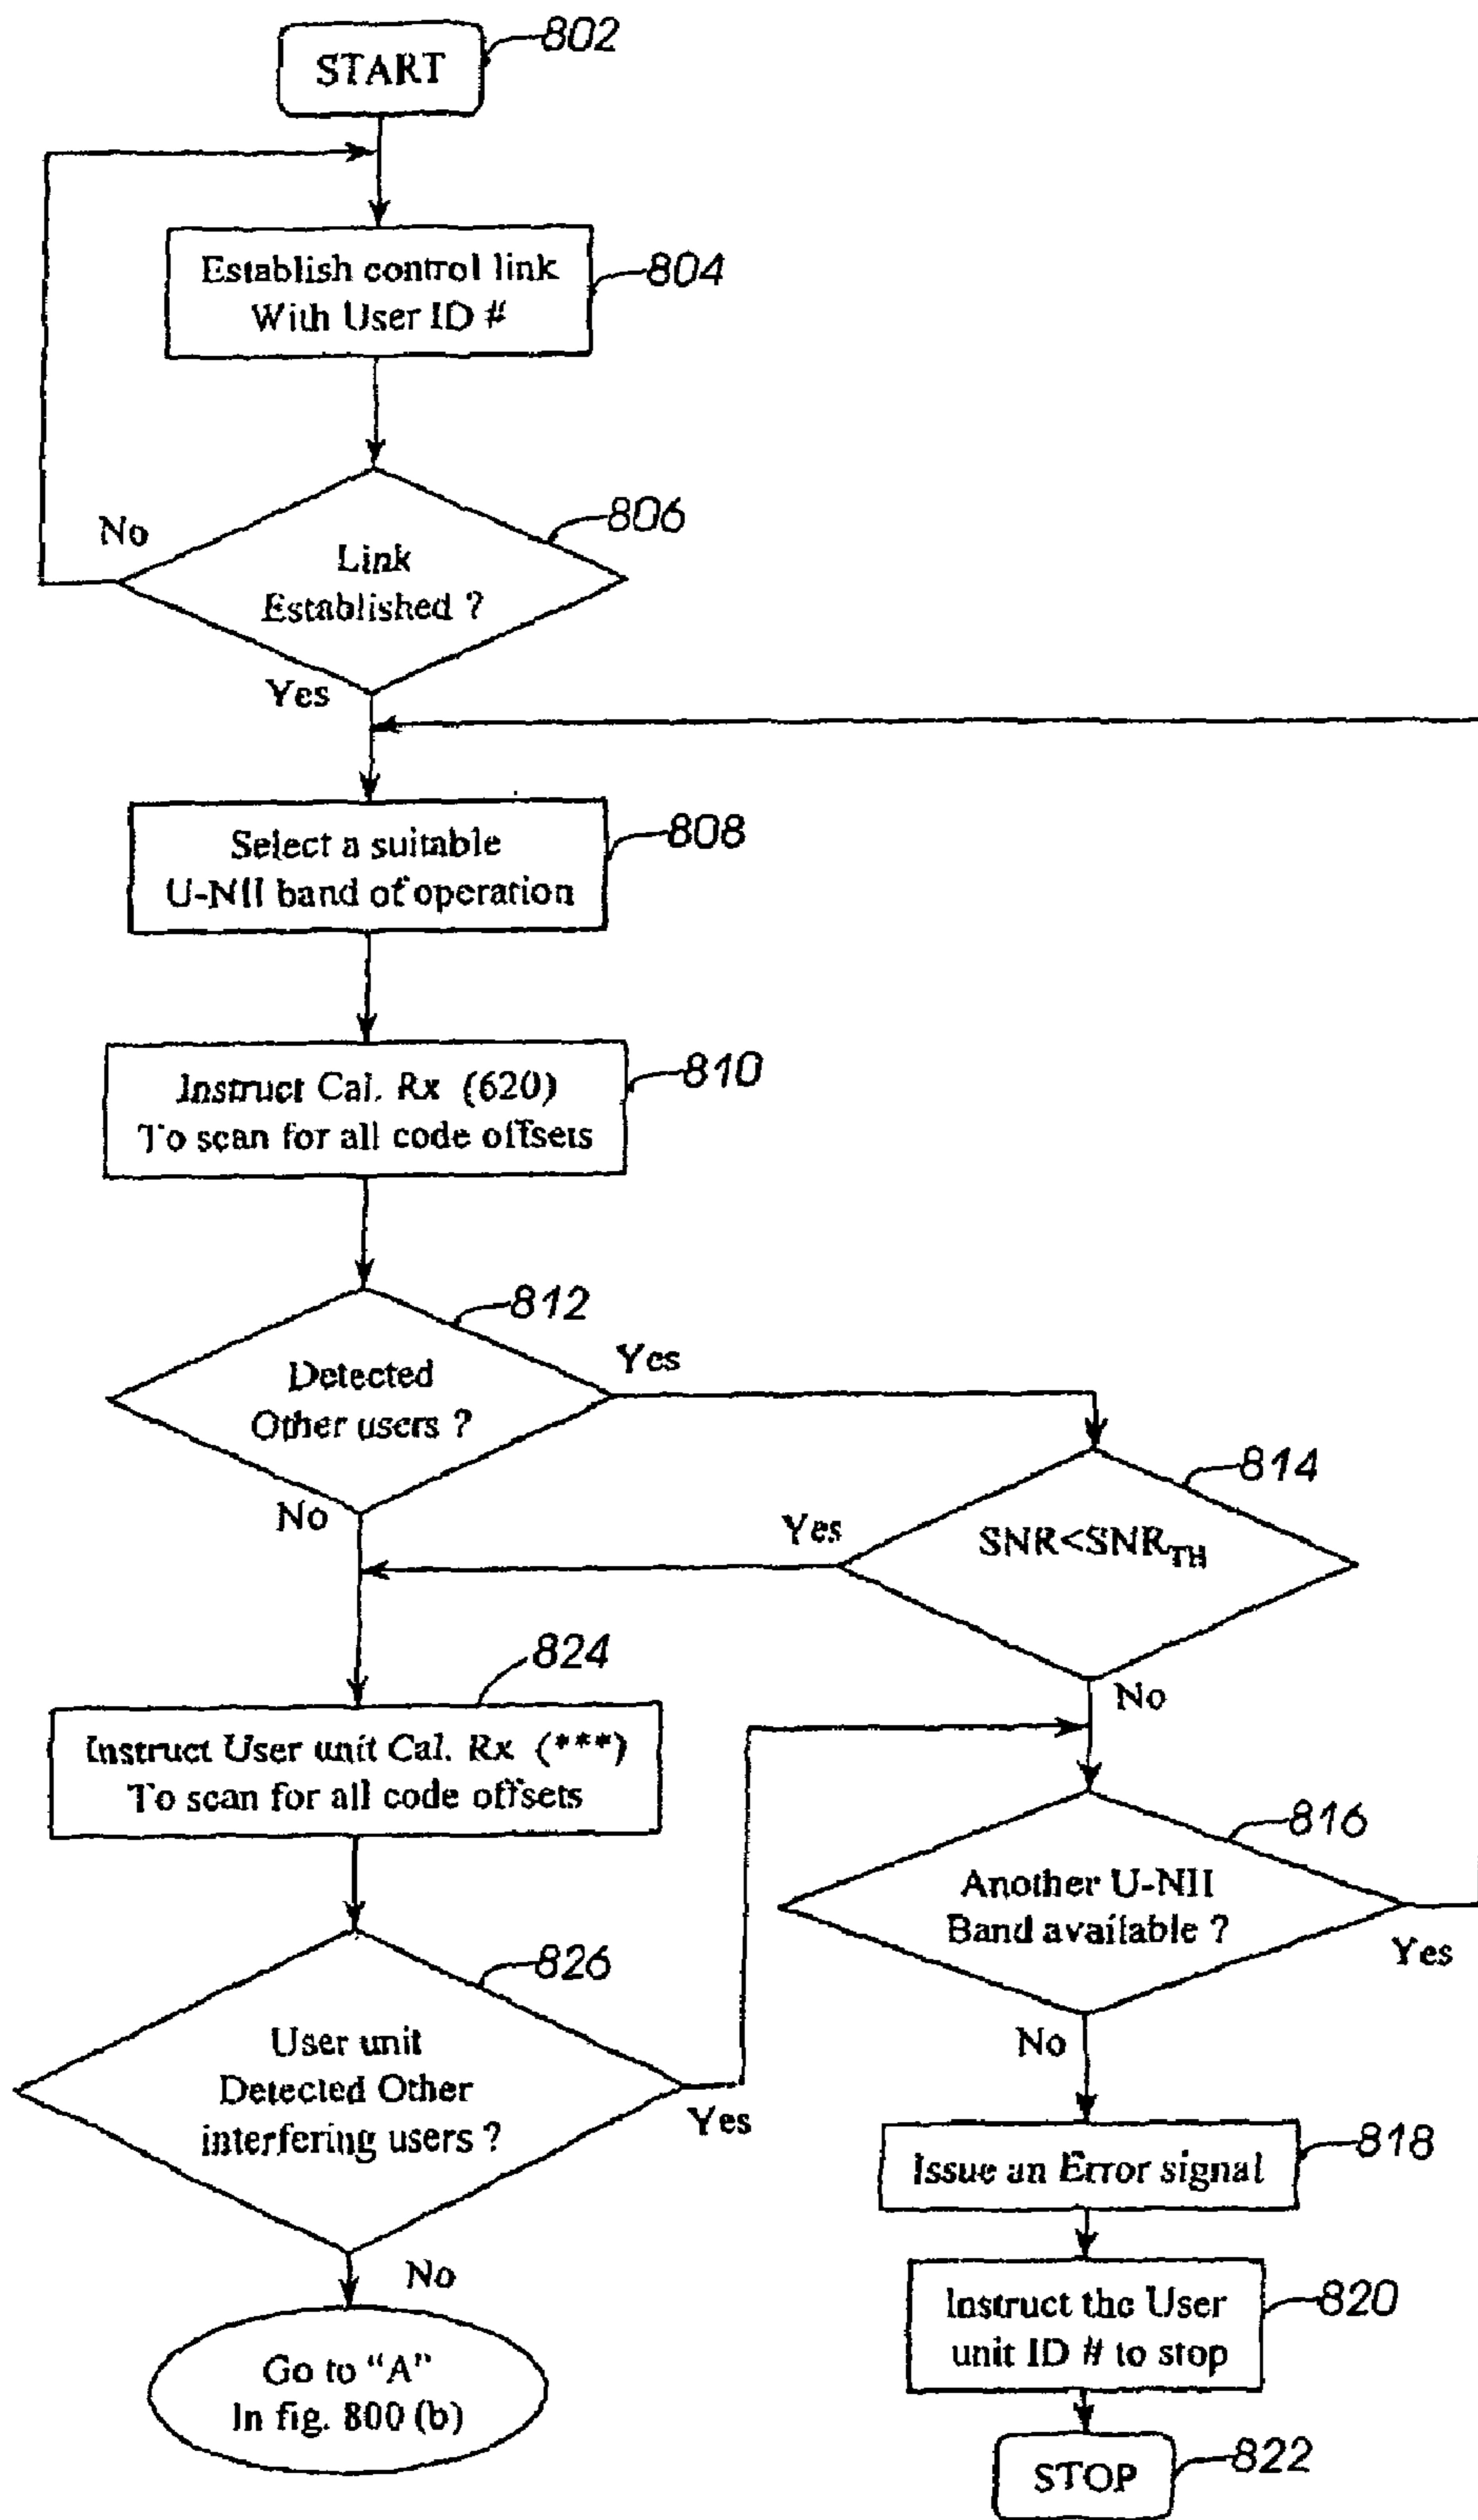 START
802
Establish control link
With User ID #
804
No
Link
Established ?
806
Yes
Select a suitable
U-NII band of operation
808
Instruct Cal. Rx (620)
To scan for all code offsets
810
812
Detected
Other users ?
Yes
No
814
SNR<SNRTH
Yes
No
824
Instruct User unit Cal. Rx (***)
To scan for all code offsets
816
Another U-NII
Band available ?
Yes
No
826
User unit
Detected Other
interfering users ?
Yes
No
Issue an Error signal
818
Instruct the User
unit ID # to stop
820
Go to “A”
In fig. 800 (b)
STOP
822